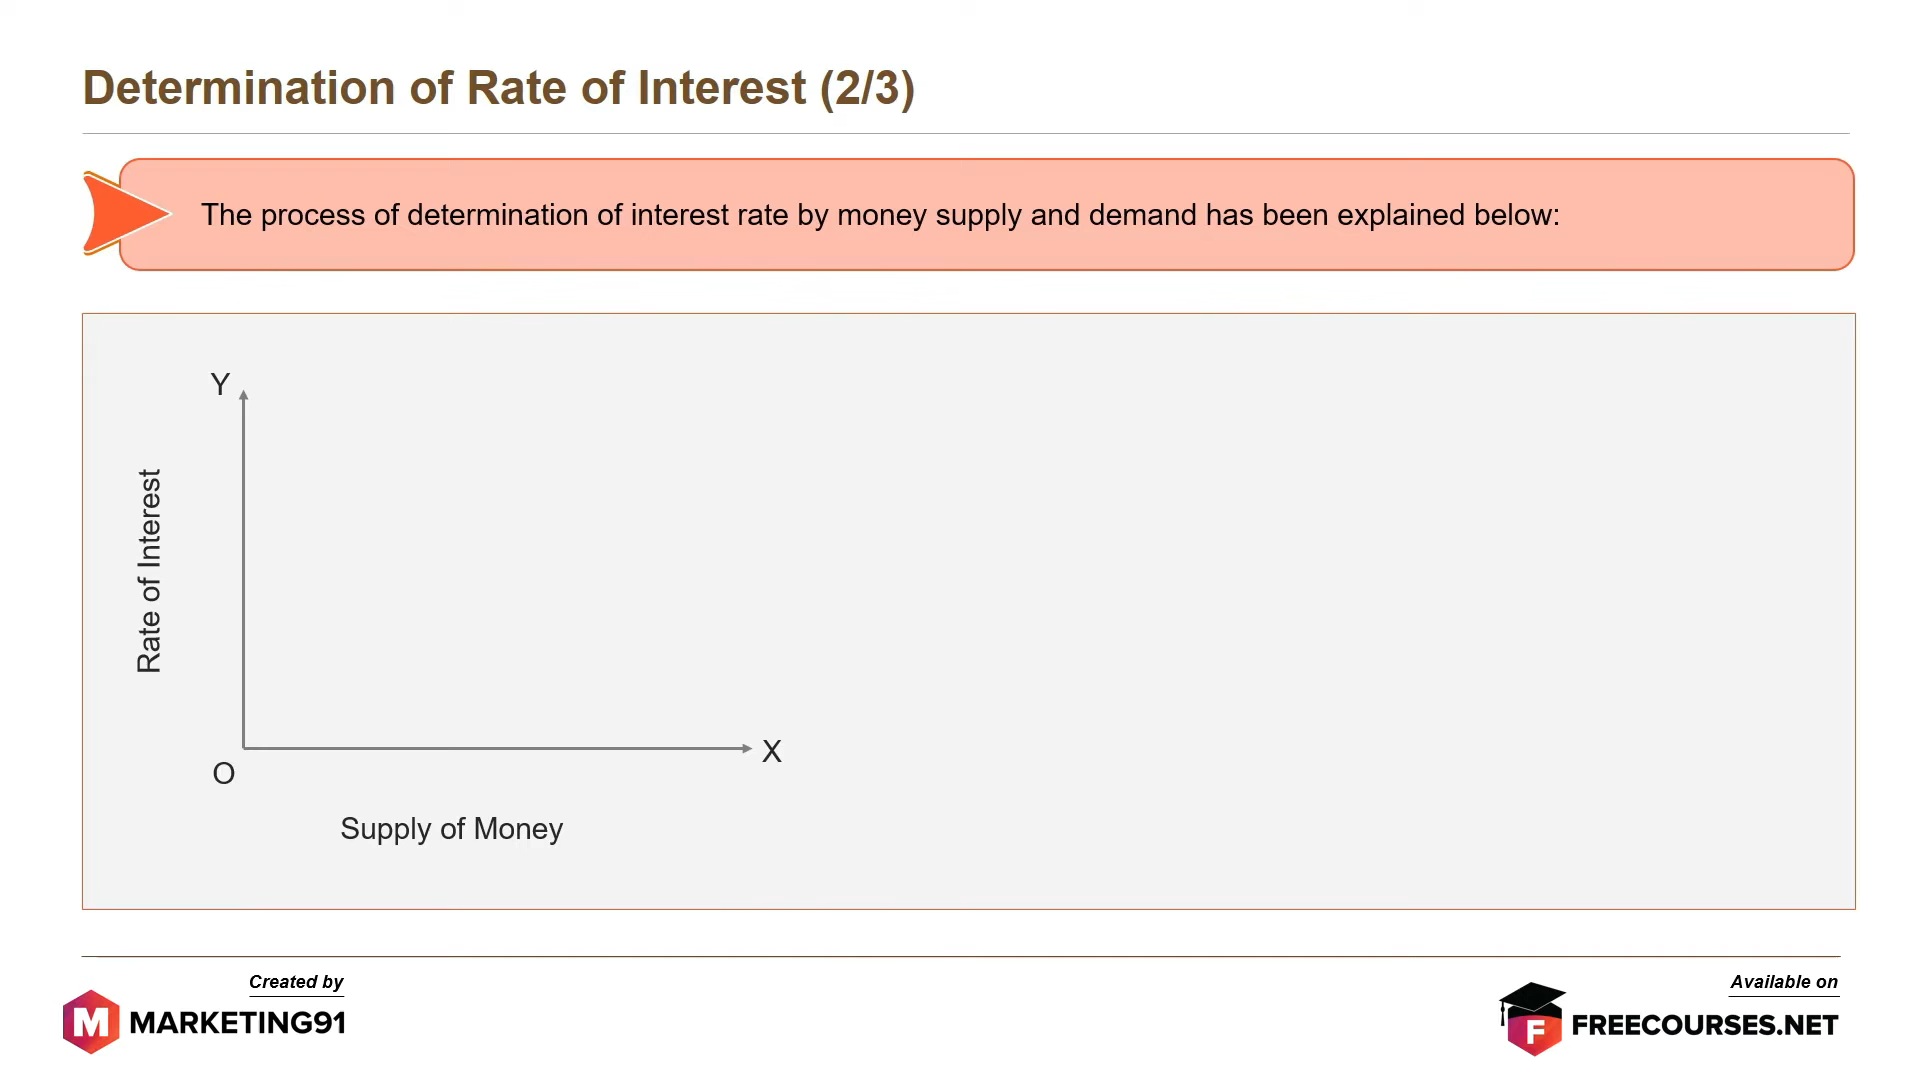 Determination of Rate of Interest (2/3)
The process of determination of interest rate by money supply and demand has been explained below:
Y
Rate of Interest
X
O
Supply of Money
Created by
M MARKETING91
Available on
F FREECOURSES.NET